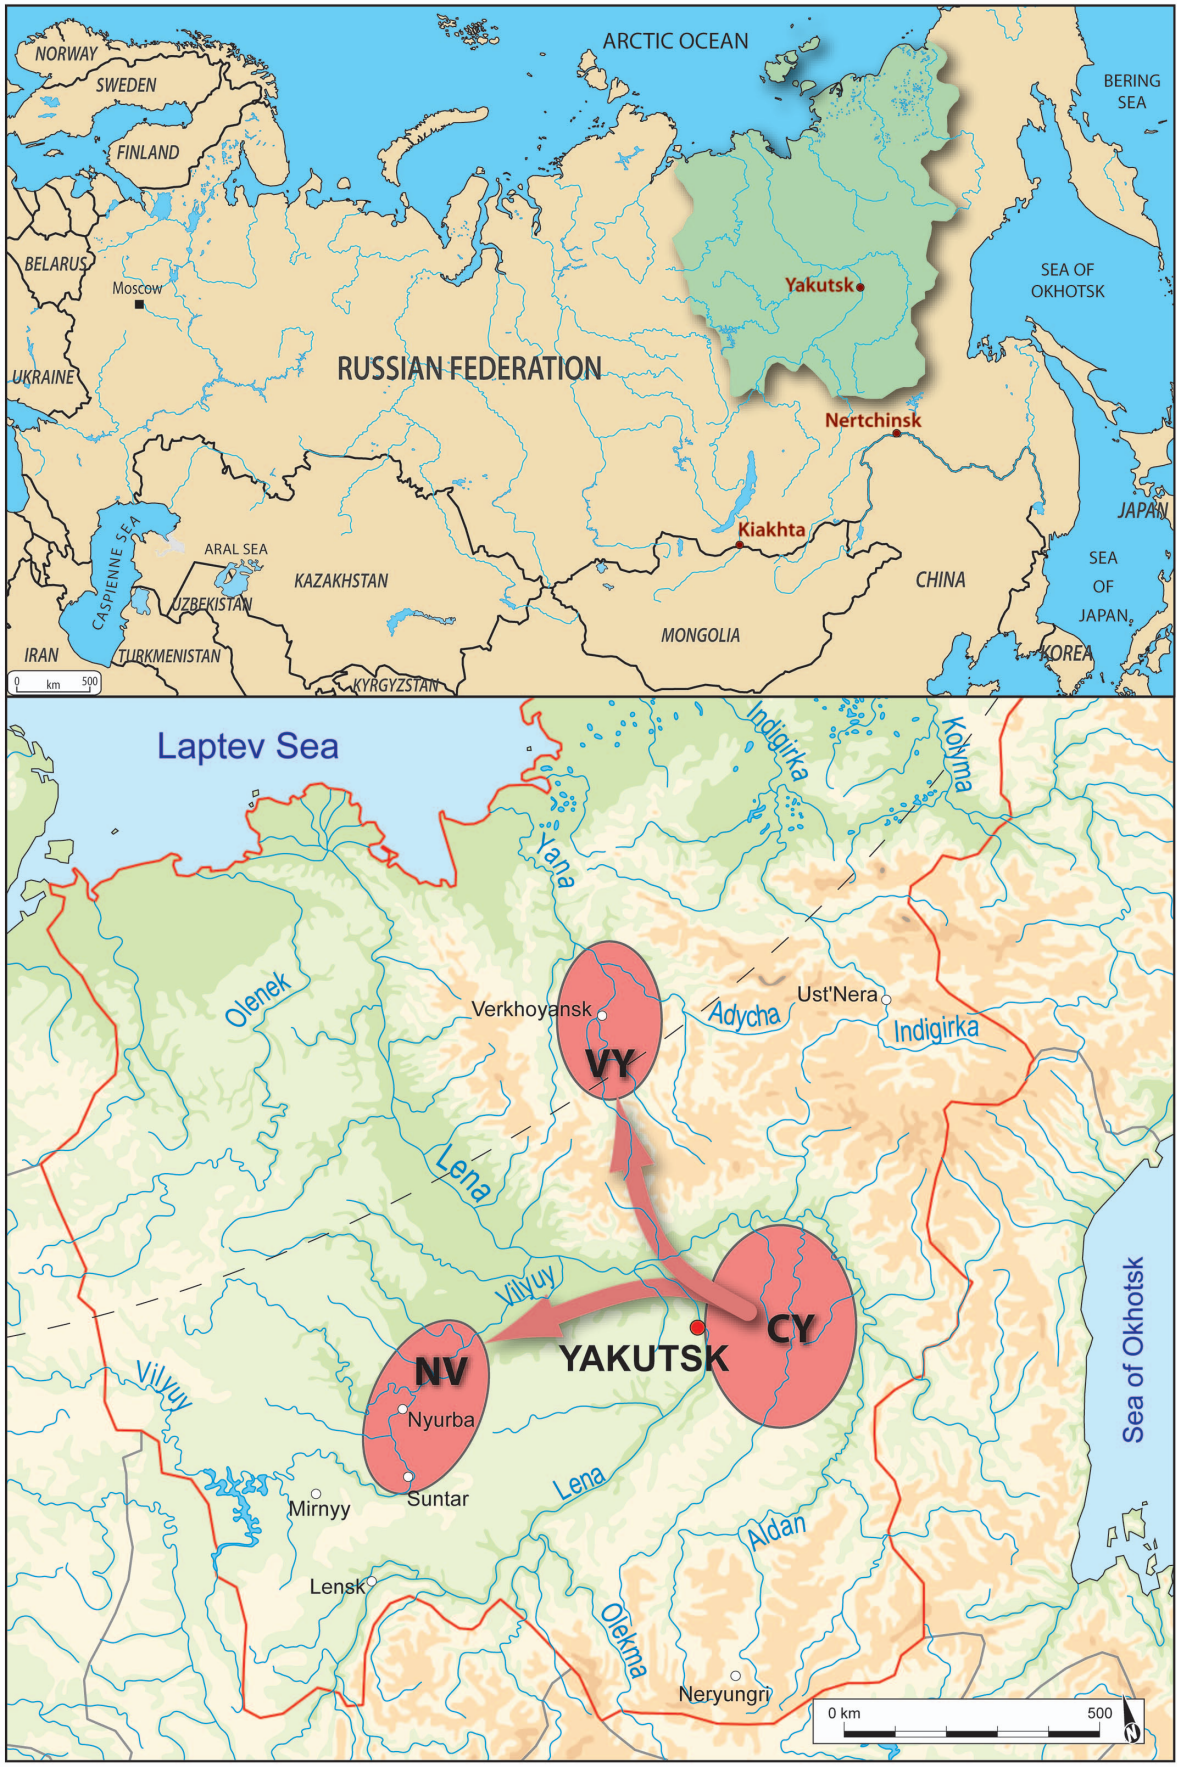 ARCTIC OCEAN
NORWAY
SWEDEN
BERING
SEA
FINLAND
BELARUS
SEA OF
OKHOTSK
Moscow
Yakutsk
RUSSIAN FEDERATION
UKRAINE
Nertchinsk
JAPAN
Kiakhta
CASPIENNE SEA
ARAL SEA
KAZAKHSTAN
CHINA
SEA
OF
JAPAN
UZBEKISTAN
MONGOLIA
IRAN
TURKMENISTAN
KOREA
KYRGYZSTAN
0 km 500
Laptev Sea
Indigirka
Kolyma
Yana
Olenek
Verkhoyansk
Adycha
Ust'Nera
Indigirka
VY
Lena
Vilyuy
Sea of Okhotsk
CY
YAKUTSK
NV
Vilyuy
Nyurba
Suntar
Lena
Mirnyy
Aldan
Lensk
Olekma
Neryungri
0 km 500
N